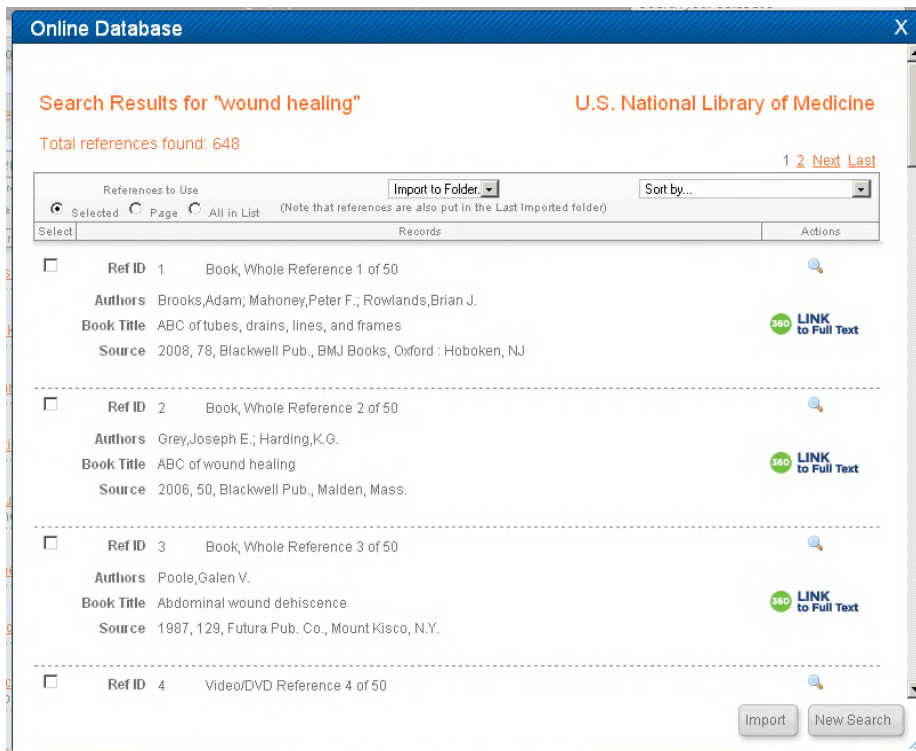 Online Database X
Search Results for "wound healing" U.S. National Library of Medicine
Total references found: 648
1 2 Next Last
References to Use Import to Folder. Sort by...
Selected Page All in List (Note that references are also put in the Last Imported folder)
Select Records Actions
Ref ID 1 Book, Whole Reference 1 of 50
Authors Brooks,Adam; Mahoney,Peter F.; Rowlands,Brian J.
Book Title ABC of tubes, drains, lines, and frames
360 LINK
to Full Text
Source 2008, 78, Blackwell Pub., BMJ Books, Oxford : Hoboken, NJ
Ref ID 2 Book, Whole Reference 2 of 50
Authors Grey,Joseph E.; Harding,K.G.
Book Title ABC of wound healing
360 LINK
to Full Text
Source 2006, 50, Blackwell Pub., Malden, Mass.
Ref ID 3 Book, Whole Reference 3 of 50
Authors Poole,Galen V.
Book Title Abdominal wound dehiscence
360 LINK
to Full Text
Source 1987, 129, Futura Pub. Co., Mount Kisco, N.Y.
Ref ID 4 Video/DVD Reference 4 of 50
Import New Search